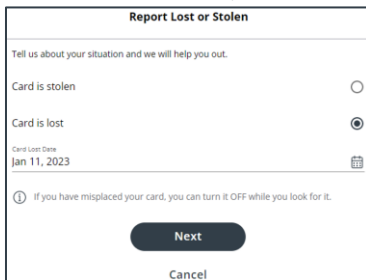 Report Lost or Stolen
Tell us about your situation and we will help you out.
Card is stolen
Card is lost
Card Lost Date
Jan 11, 2023
If you have misplaced your card, you can turn it OFF while you look for it.
Next
Cancel